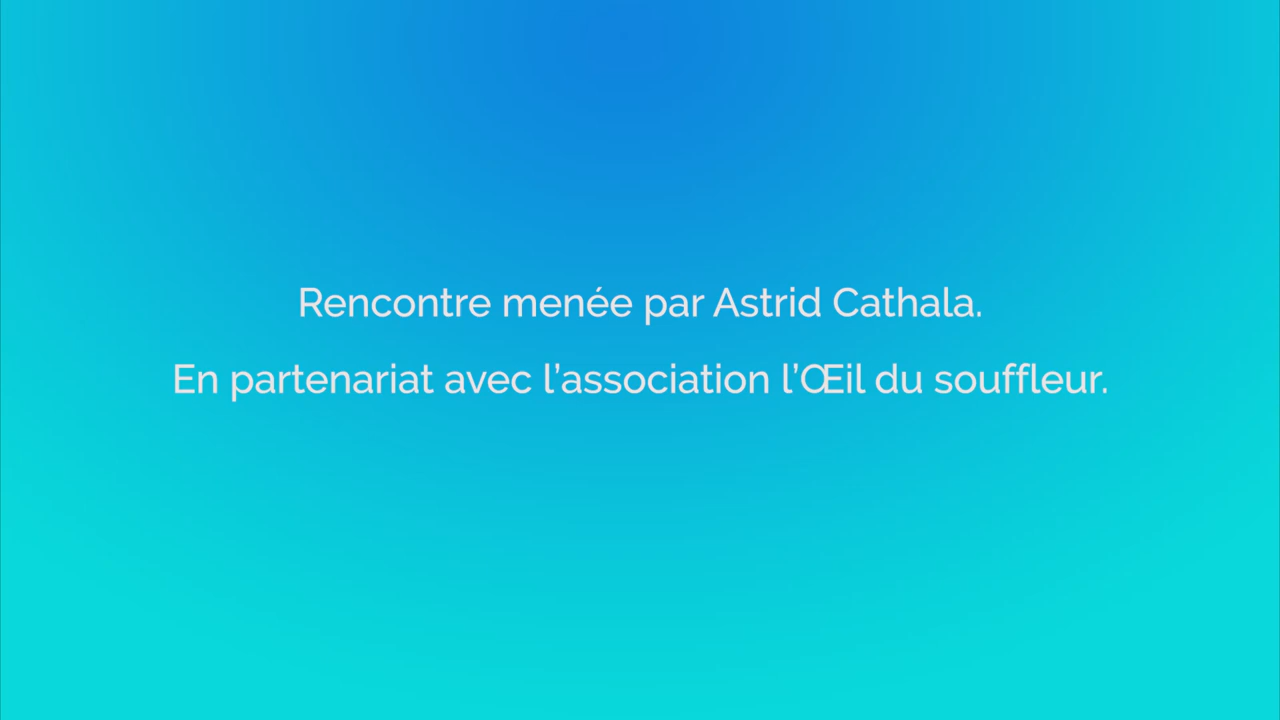 Rencontre menée par Astrid Cathala.
En partenariat avec l’association l’Œil du souffleur.